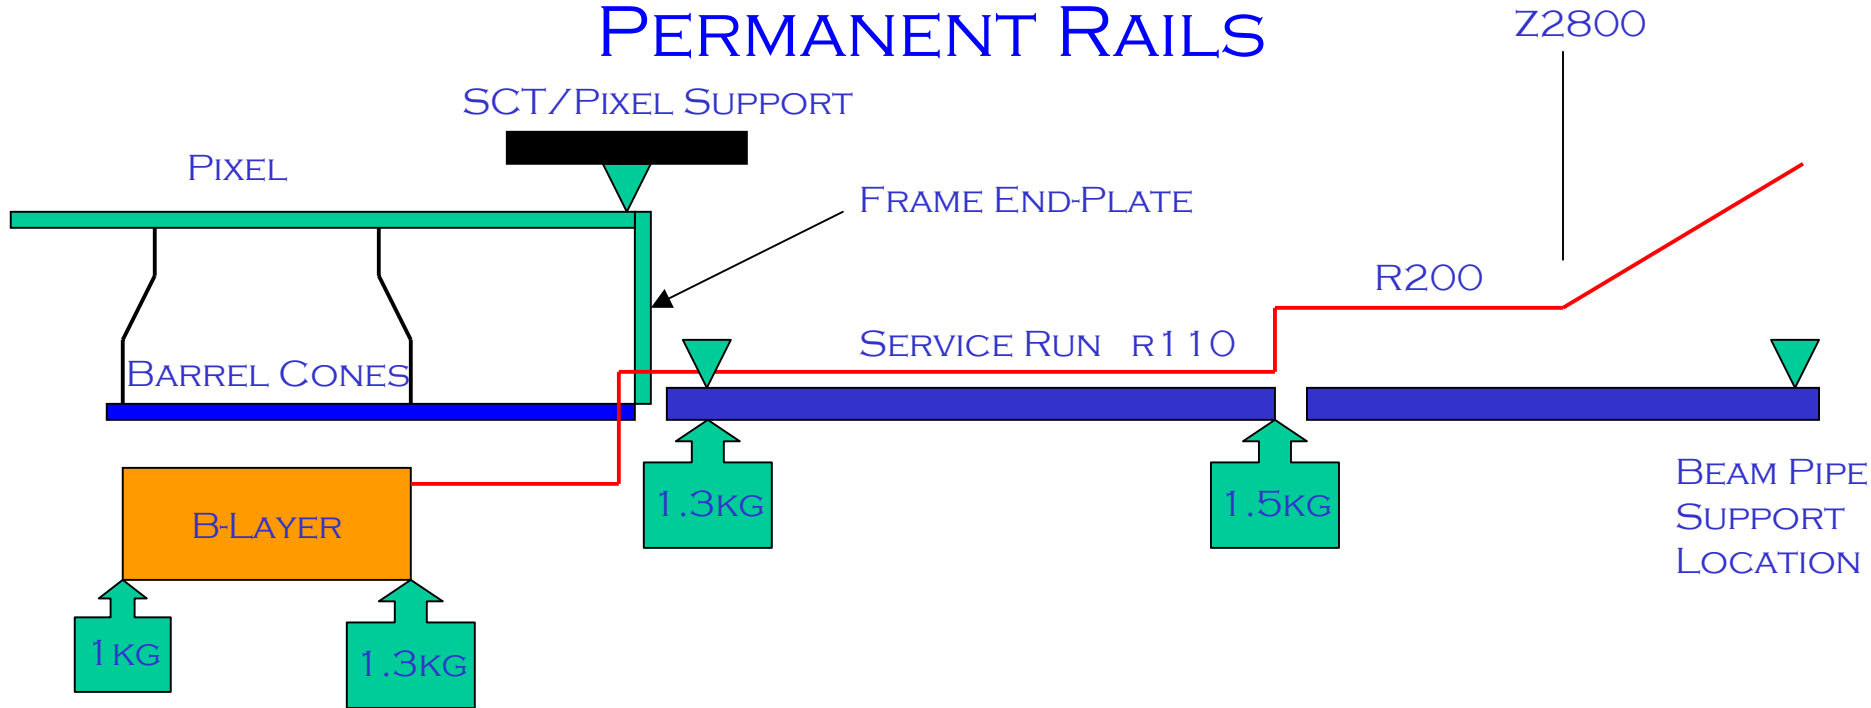 PERMANENT RAILS
Z2800
SCT/PIXEL SUPPORT
PIXEL
FRAME END-PLATE
R200
SERVICE RUN R110
BARREL CONES
1.3KG
1.5KG
BEAM PIPE
SUPPORT
LOCATION
B-LAYER
1KG
1.3KG